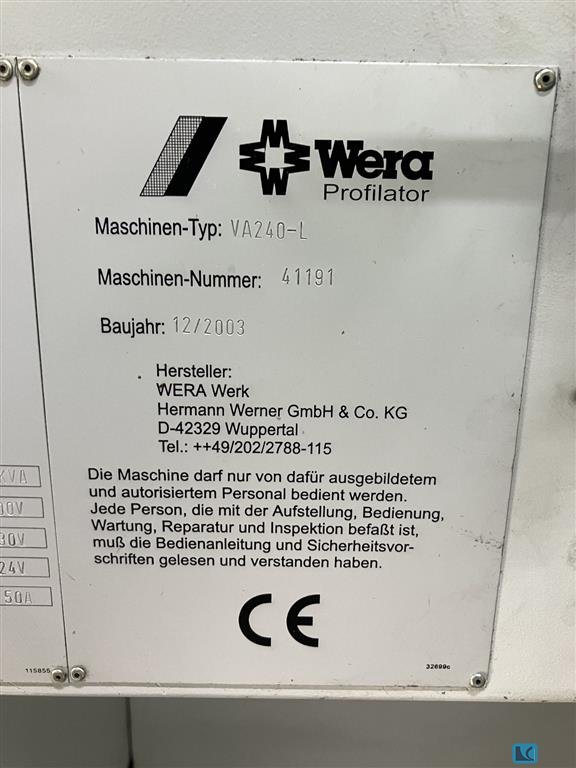 Wera
Profilator
Maschinen-Typ: VA240-L
Maschinen-Nummer: 41191
Baujahr: 12/2003
Hersteller:
WERA Werk
Hermann Werner GmbH & Co. KG
D-42329 Wuppertal
Tel.: ++49/202/2788-115
Die Maschine darf nur von dafür ausgebildetem
und autorisiertem Personal bedient werden.
Jede Person, die mit der Aufstellung, Bedienung,
Wartung, Reparatur und Inspektion befaßt ist,
muß die Bedienanleitung und Sicherheitsvor-
schriften gelesen und verstanden haben.
CE
KVA
24V
115855
32699c